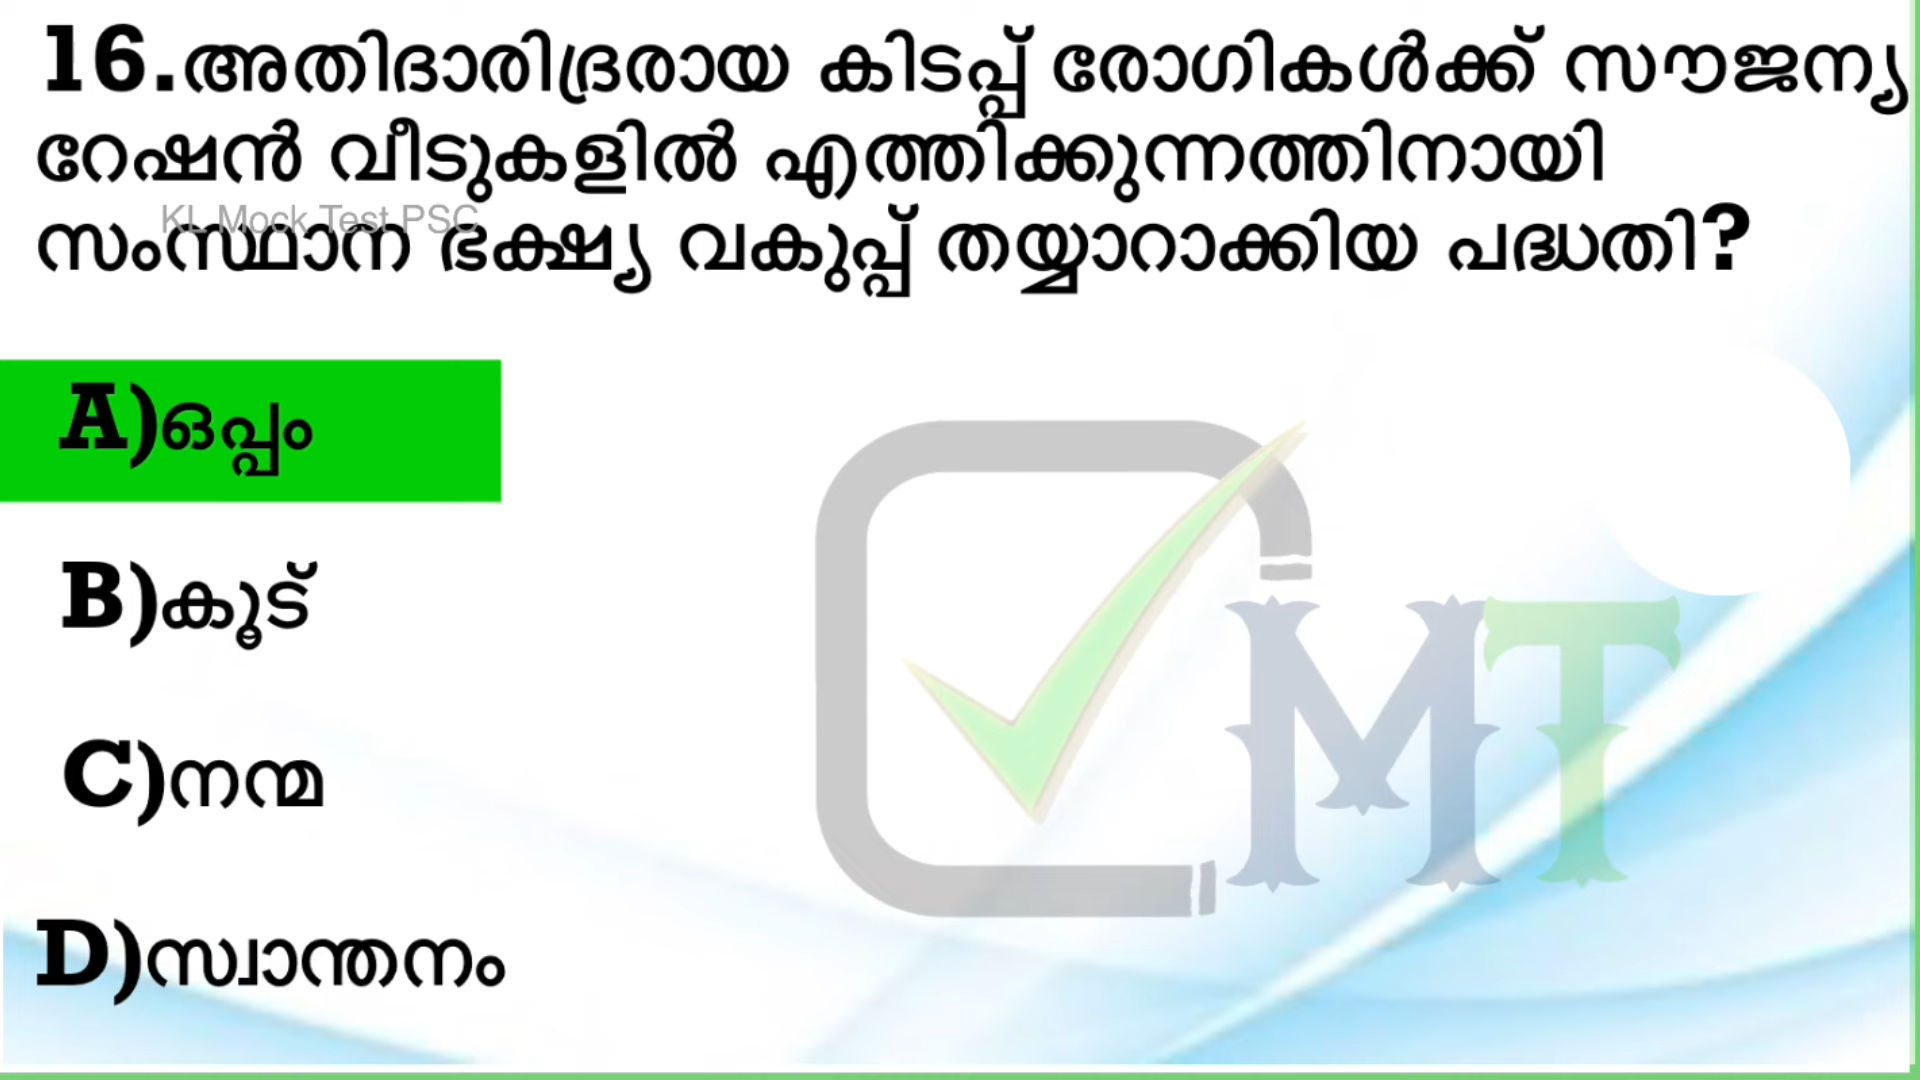 16.അതിദാരിദ്രരായ കിടപ്പ് രോഗികൾക്ക് സൗജന്യ
റേഷൻ വീടുകളിൽ എത്തിക്കുന്നത്തിനായി
KL Mock Test PSC
സംസ്ഥാന ഭക്ഷ്യ വകുപ്പ് തയ്യാറാക്കിയ പദ്ധതി?
A)ഒപ്പം
B)കൂട്
C)നന്മ
D)സ്വാന്തനം
MT